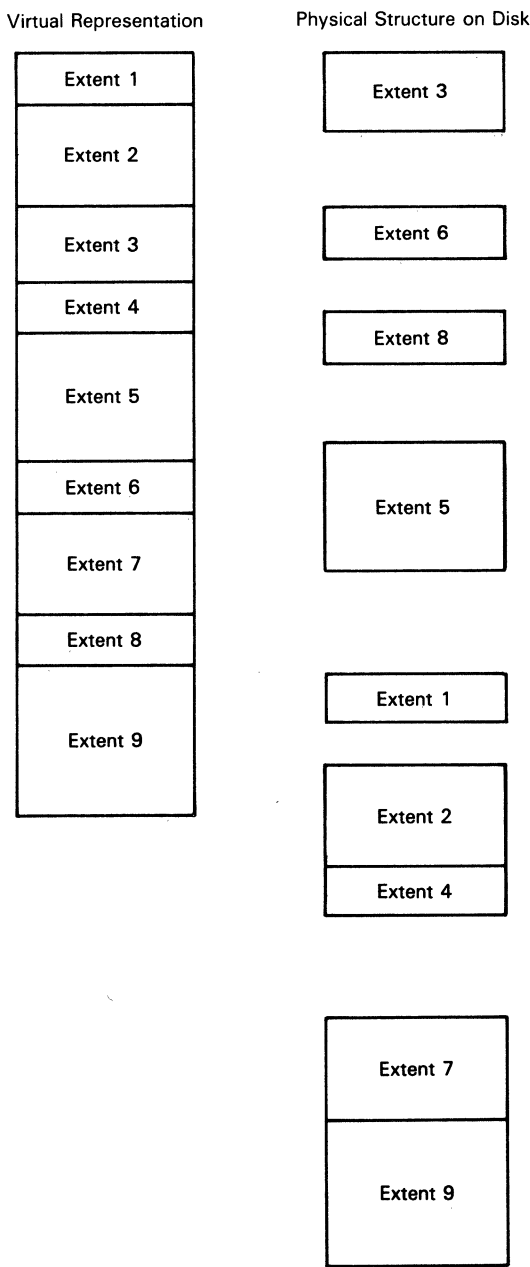 Virtual Representation
Extent 1
Extent 2
Extent 3
Extent 4
Extent 5
Extent 6
Extent 7
Extent 8
Extent 9
Physical Structure on Disk
Extent 3
Extent 6
Extent 8
Extent 5
Extent 1
Extent 2
Extent 4
Extent 7
Extent 9